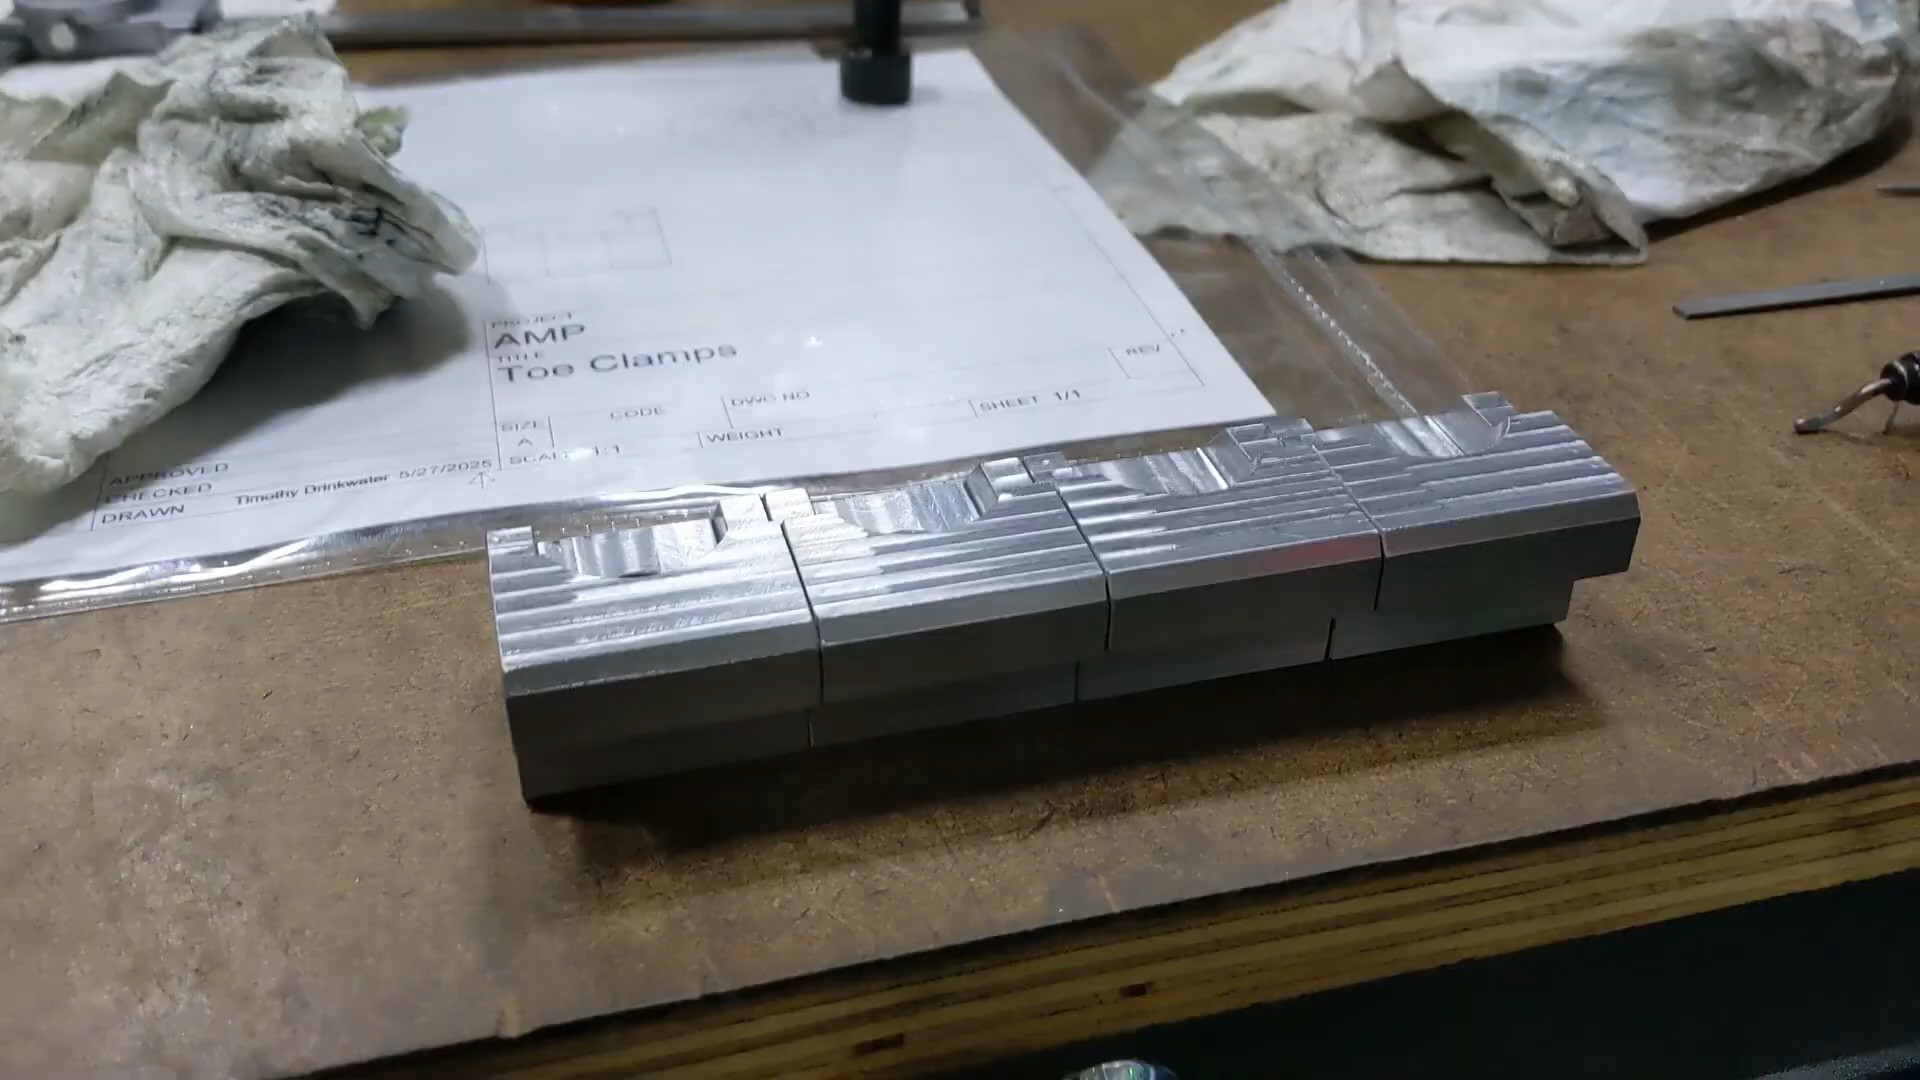 PROJECT
AMP
TITLE
Toe Clamps
SIZE CODE DWG NO REV
A
SCALE 1:1 WEIGHT SHEET 1/1
APPROVED
CHECKED
DRAWN Timothy Drinkwater 5/27/2025